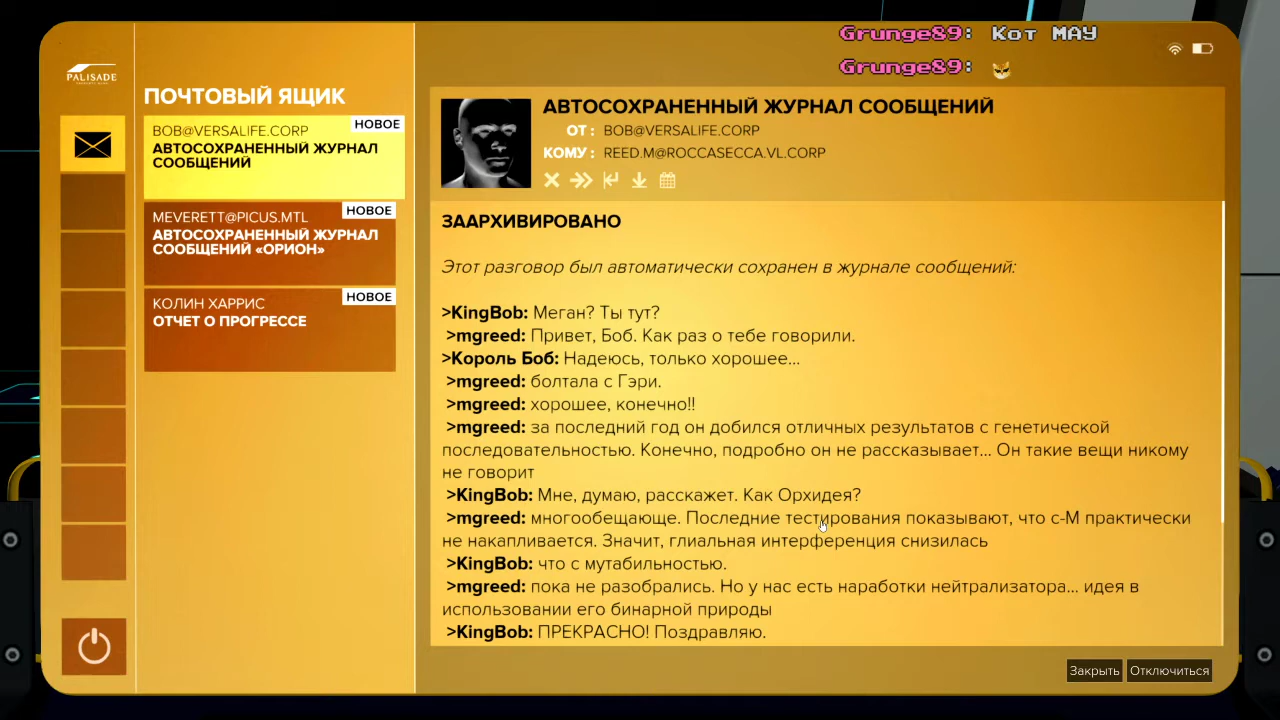 Grunge89: Кот МАУ
Grunge89:
PALISADE
ПОЧТОВЫЙ ЯЩИК
BOB@VERSALIFE.CORP
НОВОЕ
АВТОСОХРАНЕННЫЙ ЖУРНАЛ
СООБЩЕНИЙ
MEVERETT@PICUS.MTL
НОВОЕ
АВТОСОХРАНЕННЫЙ ЖУРНАЛ
СООБЩЕНИЙ «ОРИОН»
КОЛИН ХАРРИС
НОВОЕ
ОТЧЕТ О ПРОГРЕССЕ
АВТОСОХРАНЕННЫЙ ЖУРНАЛ СООБЩЕНИЙ
ОТ : BOB@VERSALIFE.CORP
КОМУ : REED.M@ROCCASECCA.VL.CORP
ЗААРХИВИРОВАНО
Этот разговор был автоматически сохранен в журнале сообщений:
>KingBob: Меган? Ты тут?
>mgreed: Привет, Боб. Как раз о тебе говорили.
>Король Боб: Надеюсь, только хорошее...
>mgreed: болтала с Гэри.
>mgreed: хорошее, конечно!!
>mgreed: за последний год он добился отличных результатов с генетической
последовательностью. Конечно, подробно он не рассказывает... Он такие вещи никому
не говорит
>KingBob: Мне, думаю, расскажет. Как Орхидея?
>mgreed: многообещающе. Последние тестирования показывают, что с-М практически
не накапливается. Значит, глиальная интерференция снизилась
>KingBob: что с мутабильностью.
>mgreed: пока не разобрались. Но у нас есть наработки нейтрализатора... идея в
использовании его бинарной природы
>KingBob: ПРЕКРАСНО! Поздравляю.
Закрыть
Отключиться